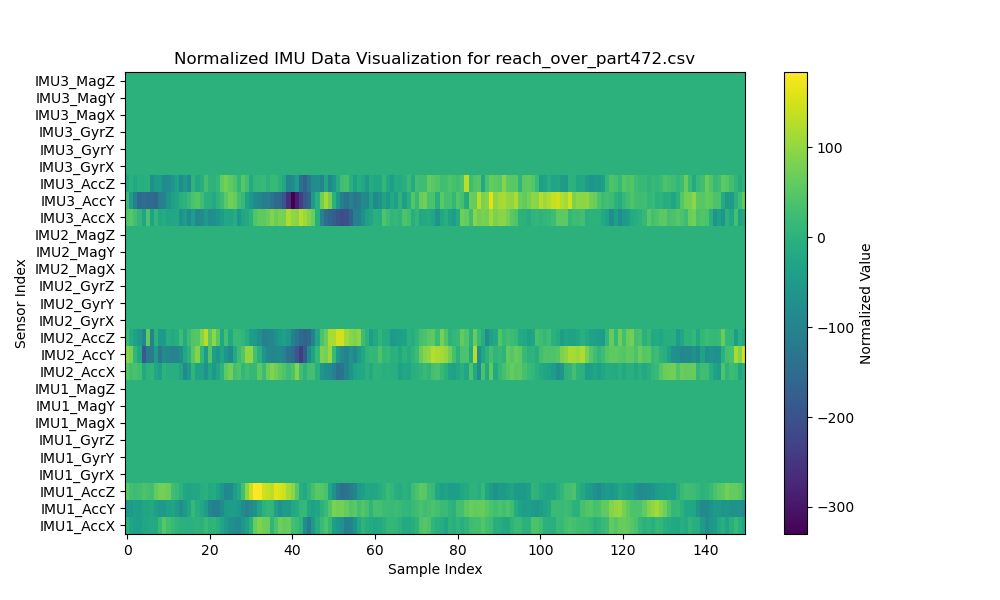 Normalized IMU Data Visualization for reach_over_part472.csv
IMU3_MagZ
IMU3_MagY
IMU3_MagX
IMU3_GyrZ
IMU3_GyrY
IMU3_GyrX
IMU3_AccZ
IMU3_AccY
IMU3_AccX
IMU2_MagZ
IMU2_MagY
IMU2_MagX
IMU2_GyrZ
IMU2_GyrY
IMU2_GyrX
IMU2_AccZ
IMU2_AccY
IMU2_AccX
IMU1_MagZ
IMU1_MagY
IMU1_MagX
IMU1_GyrZ
IMU1_GyrY
IMU1_GyrX
IMU1_AccZ
IMU1_AccY
IMU1_AccX
Sensor Index
0 20 40 60 80 100 120 140
Sample Index
100
0
−100
−200
−300
Normalized Value